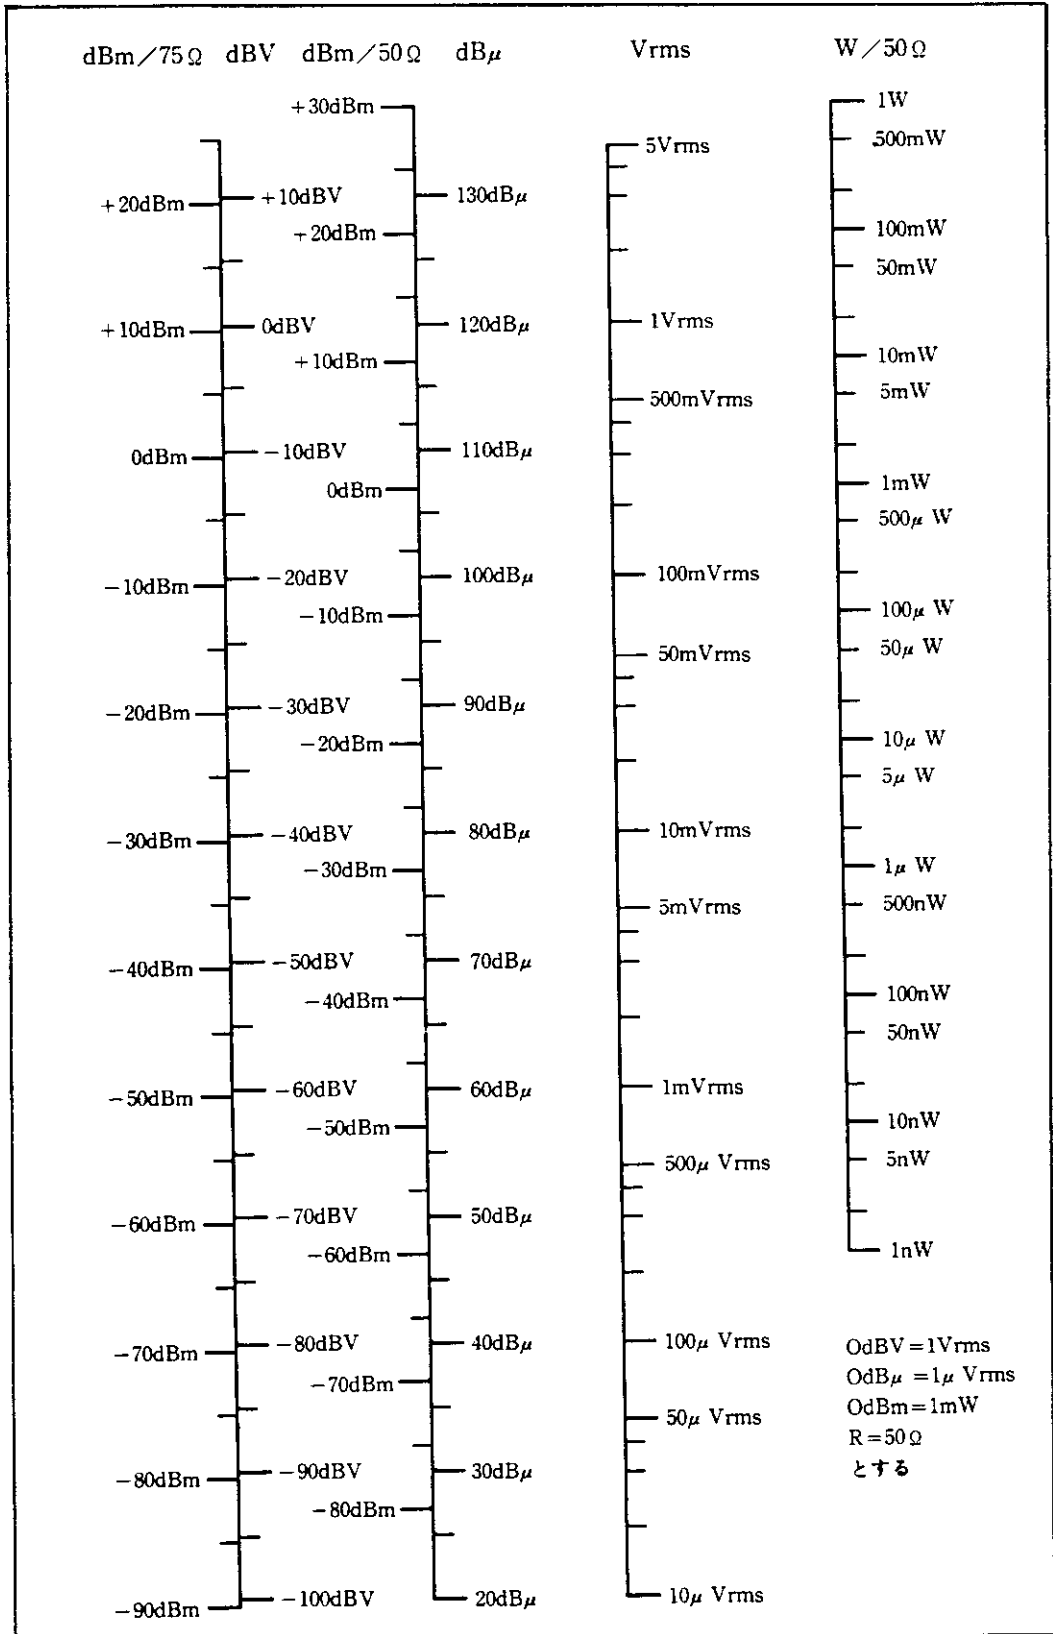 dBm／75Ω dBV dBm／50Ω dBμ Vrms W／50Ω
+30dBm 1W
5Vrms 500mW
+20dBm +10dBV 130dBμ
+20dBm 100mW
50mW
+10dBm 0dBV 120dBμ 1Vrms
+10dBm 10mW
500mVrms 5mW
0dBm −10dBV 110dBμ
0dBm 1mW
500μ W
−10dBm −20dBV 100dBμ 100mVrms
−10dBm 100μ W
50mVrms 50μ W
−20dBm −30dBV 90dBμ
−20dBm 10μ W
5μ W
−30dBm −40dBV 80dBμ 10mVrms
−30dBm 1μ W
5mVrms 500nW
−40dBm −50dBV 70dBμ
−40dBm 100nW
50nW
−50dBm −60dBV 60dBμ 1mVrms
−50dBm 10nW
500μ Vrms 5nW
−60dBm −70dBV 50dBμ
−60dBm 1nW
−70dBm −80dBV 40dBμ 100μ Vrms
−70dBm
50μ Vrms
−80dBm −90dBV 30dBμ
−80dBm
−90dBm −100dBV 20dBμ 10μ Vrms
OdBV=1Vrms
OdBμ =1μ Vrms
OdBm=1mW
R=50Ω
とする